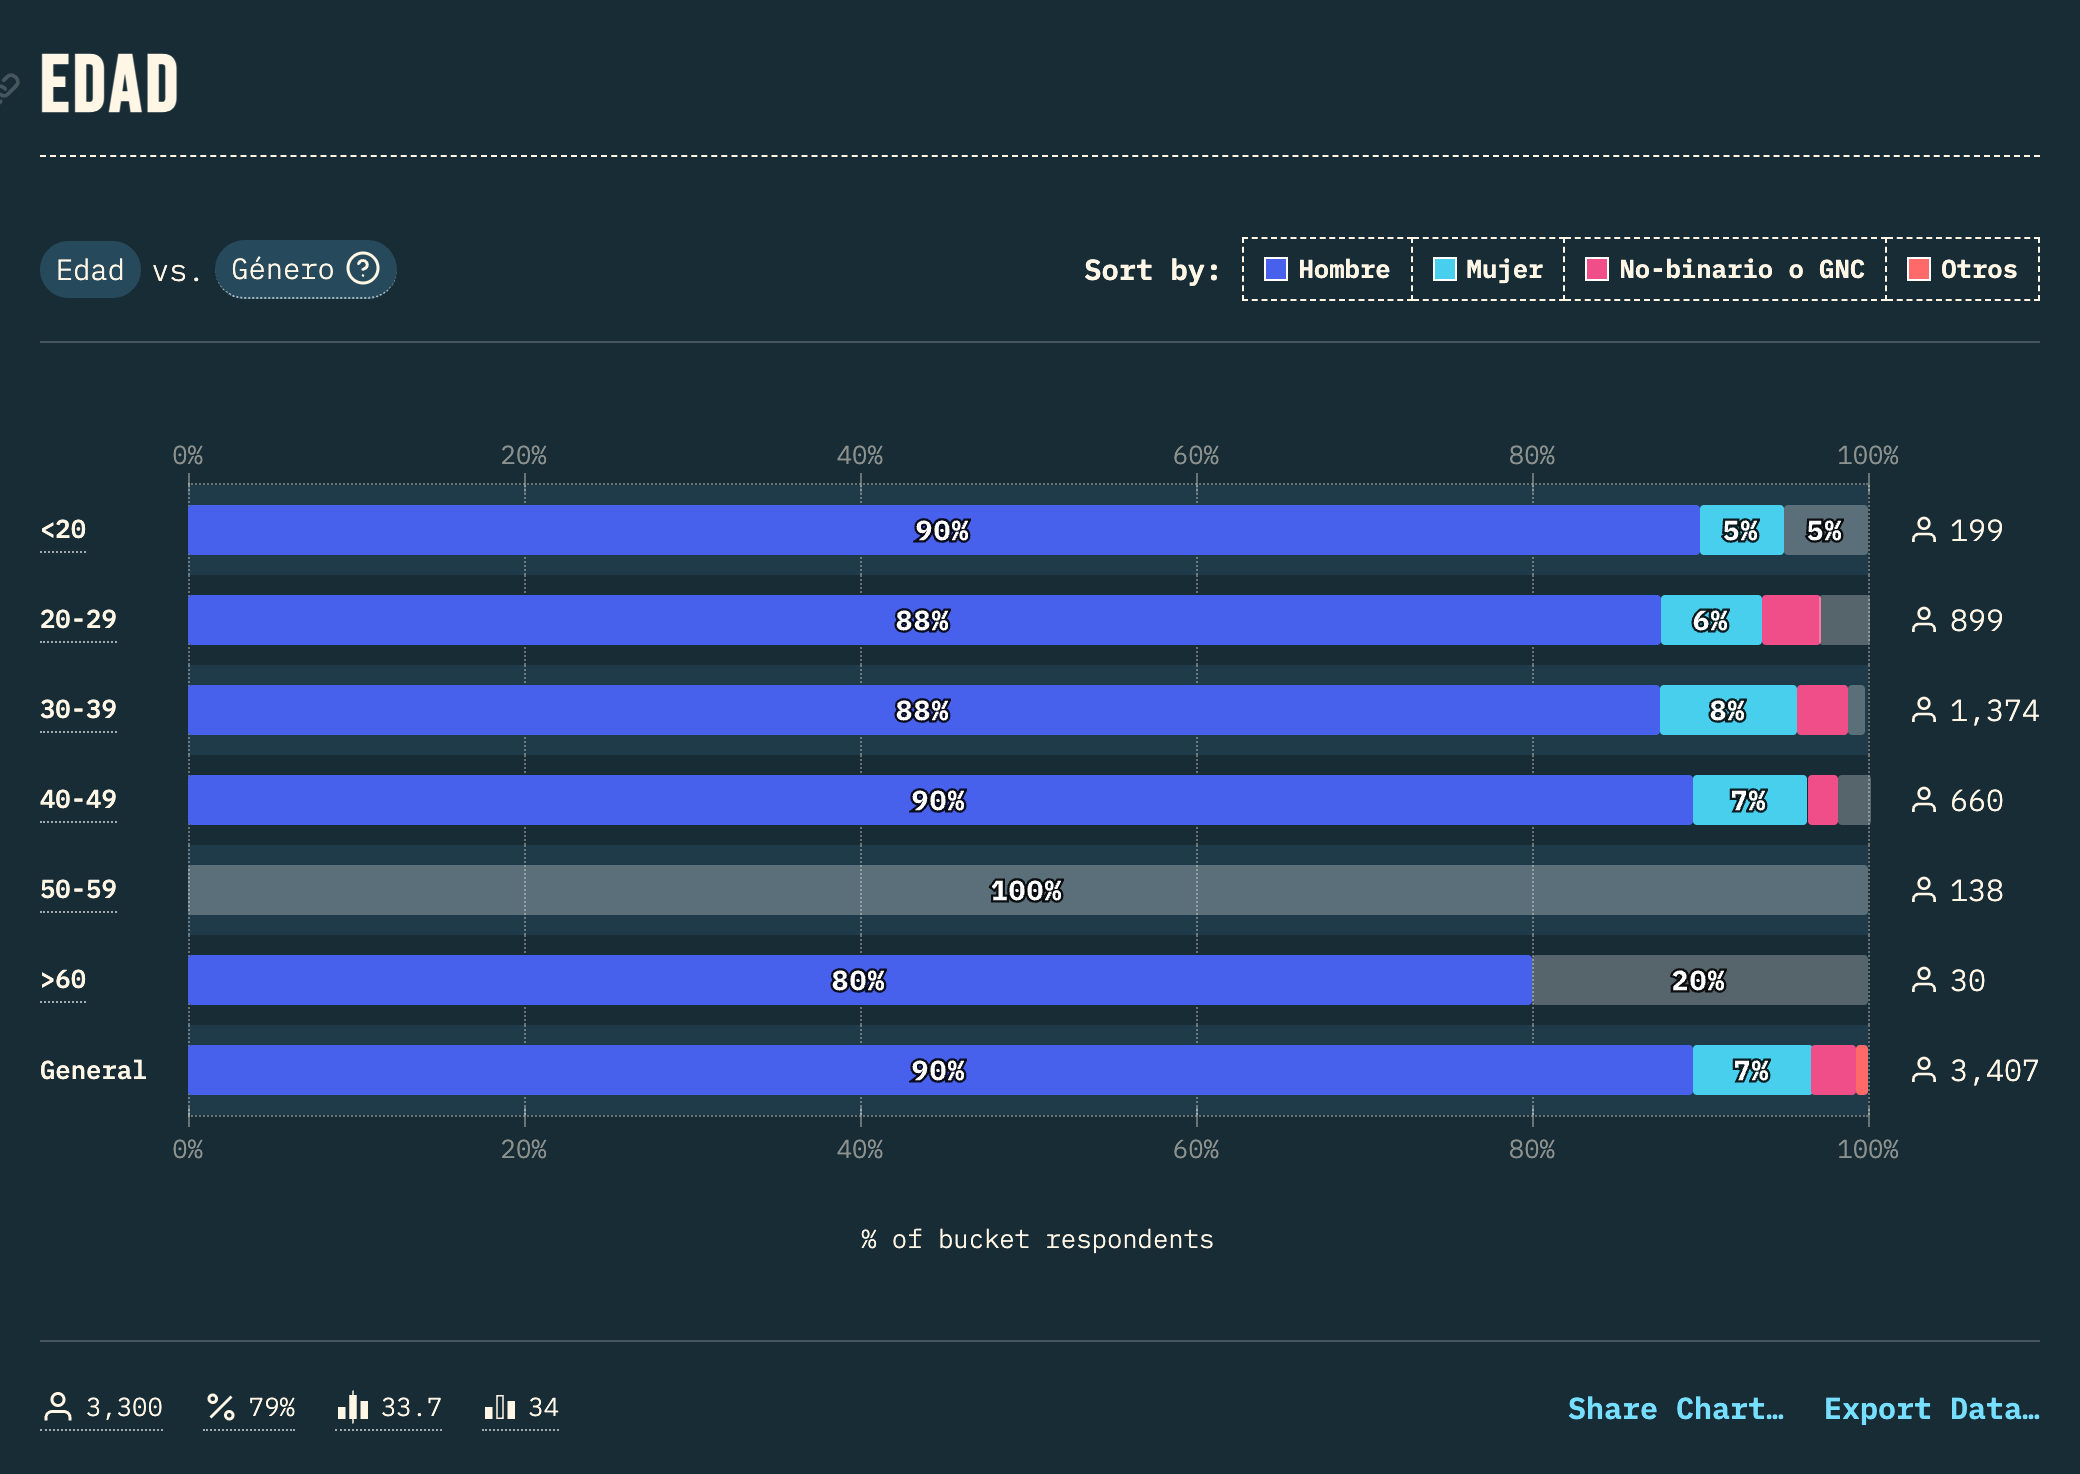 EDAD
Edad vs. Género ?
Sort by: Hombre Mujer No-binario o GNC Otros
0% 20% 40% 60% 80% 100%
<20 90% 5% 5% 199
20-29 88% 6% 899
30-39 88% 8% 1,374
40-49 90% 7% 660
50-59 100% 138
>60 80% 20% 30
General 90% 7% 3,407
0% 20% 40% 60% 80% 100%
% of bucket respondents
3,300 % 79% 33.7 34 Share Chart… Export Data…